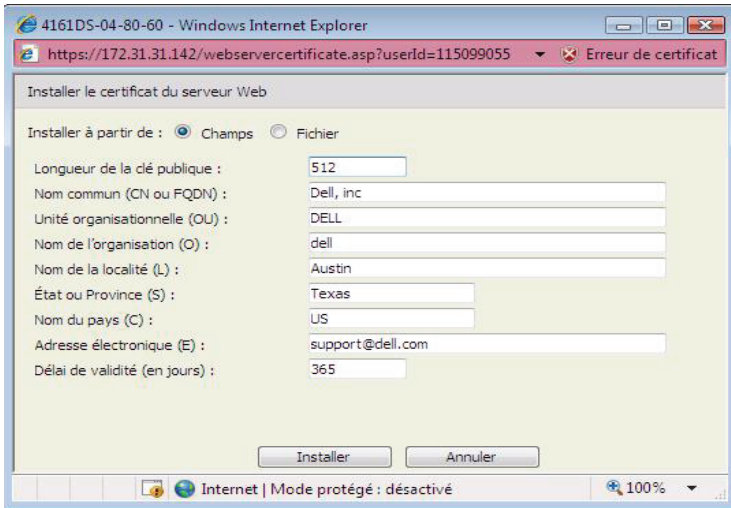 4161DS-04-80-60 - Windows Internet Explorer
https://172.31.31.142/webservercertificate.asp?userId=115099055 Erreur de certificat
Installer le certificat du serveur Web
Installer à partir de : Champs Fichier
Longueur de la clé publique : 512
Nom commun (CN ou FQDN) : Dell, inc
Unité organisationnelle (OU) : DELL
Nom de l'organisation (O) : dell
Nom de la localité (L) : Austin
État ou Province (S) : Texas
Nom du pays (C) : US
Adresse électronique (E) : support@dell.com
Délai de validité (en jours) : 365
Installer Annuler
Internet | Mode protégé : désactivé 100%